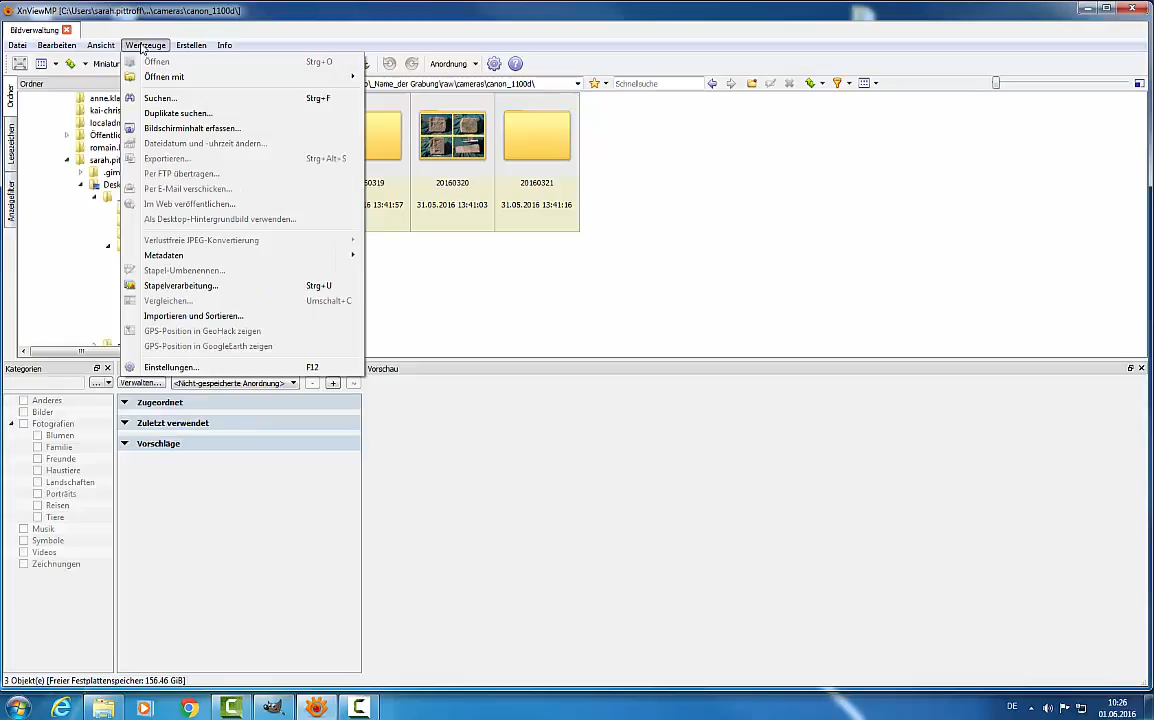 XnViewMP [C:\Users\sarah.pittroff\...\cameras\canon_1100d\]
Bildverwaltung
Datei Bearbeiten Ansicht Werkzeuge Erstellen Info
Miniatur
Anordnung
Ordner
\_Name_der Grabung\raw\cameras\canon_1100d\
Schnellsuche
Ordner
Lesezeichen
Anzeigefilter
anne.kla
kai-chris
localadm
Öffentlic
romain.l
sarah.pit
.gim
Desk
Öffnen Strg+O
Öffnen mit
Suchen... Strg+F
Duplikate suchen...
Bildschirminhalt erfassen...
Dateidatum und -uhrzeit ändern...
Exportieren... Strg+Alt+S
Per FTP übertragen...
Per E-Mail verschicken...
Im Web veröffentlichen...
Als Desktop-Hintergrundbild verwenden...
Verlustfreie JPEG-Konvertierung
Metadaten
Stapel-Umbenennen...
Stapelverarbeitung... Strg+U
Vergleichen... Umschalt+C
Importieren und Sortieren...
GPS-Position in GeoHack zeigen
GPS-Position in GoogleEarth zeigen
Einstellungen... F12
0319 20160320 20160321
16 13:41:57 31.05.2016 13:41:03 31.05.2016 13:41:16
Kategorien
Vorschau
... Verwalten... <Nicht-gespeicherte Anordnung> - +
Anderes
Bilder
Fotografien
Blumen
Familie
Freunde
Haustiere
Landschaften
Porträts
Reisen
Tiere
Musik
Symbole
Videos
Zeichnungen
Zugeordnet
Zuletzt verwendet
Vorschläge
3 Objekt(e) [Freier Festplattenspeicher: 156.46 GiB]
DE
10:26
01.06.2016